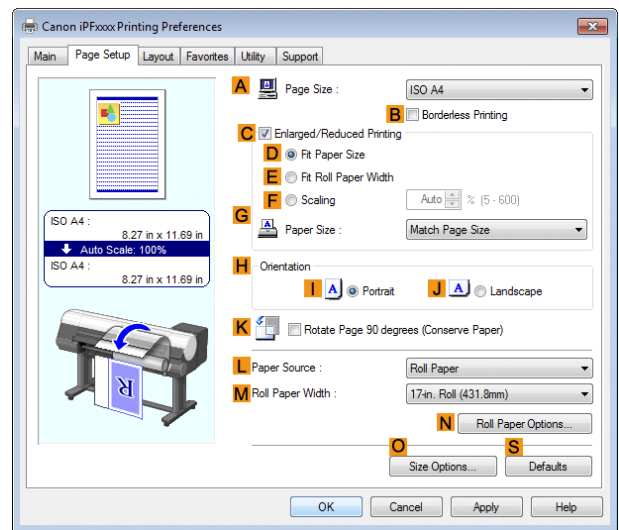 Canon iPFxxxx Printing Preferences
Main Page Setup Layout Favorites Utility Support
A Page Size : ISO A4
B Borderless Printing
C Enlarged/Reduced Printing
D Fit Paper Size
E Fit Roll Paper Width
F Scaling Auto % (5 - 600)
G Paper Size : Match Page Size
ISO A4 :
8.27 in x 11.69 in
Auto Scale: 100%
ISO A4 :
8.27 in x 11.69 in
H Orientation
I A Portrait J A Landscape
K Rotate Page 90 degrees (Conserve Paper)
R
L Paper Source : Roll Paper
M Roll Paper Width : 17-in. Roll (431.8mm)
N Roll Paper Options...
O S
Size Options... Defaults
OK Cancel Apply Help